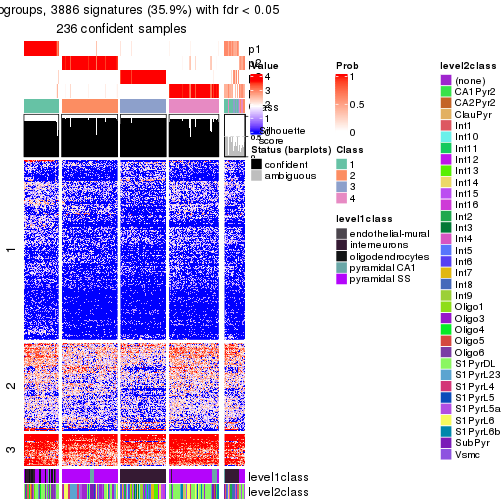 ogroups, 3886 signatures (35.9%) with fdr < 0.05
236 confident samples
p1
Value
4
3
2
1
0
Silhouette
score
Status (barplots)
confident
ambiguous
Prob
1
0.5
0
Class
1
2
3
4
level1class
endothelial-mural
interneurons
oligodendrocytes
pyramidal CA1
pyramidal SS
level2class
(none)
CA1Pyr2
CA2Pyr2
ClauPyr
Int1
Int10
Int11
Int12
Int13
Int14
Int15
Int16
Int2
Int3
Int4
Int5
Int6
Int7
Int8
Int9
Oligo1
Oligo3
Oligo4
Oligo5
Oligo6
S1PyrDL
S1PyrL23
S1PyrL4
S1PyrL5
S1PyrL5a
S1PyrL6
S1PyrL6b
SubPyr
Vsmc
1
2
3
level1class
level2class